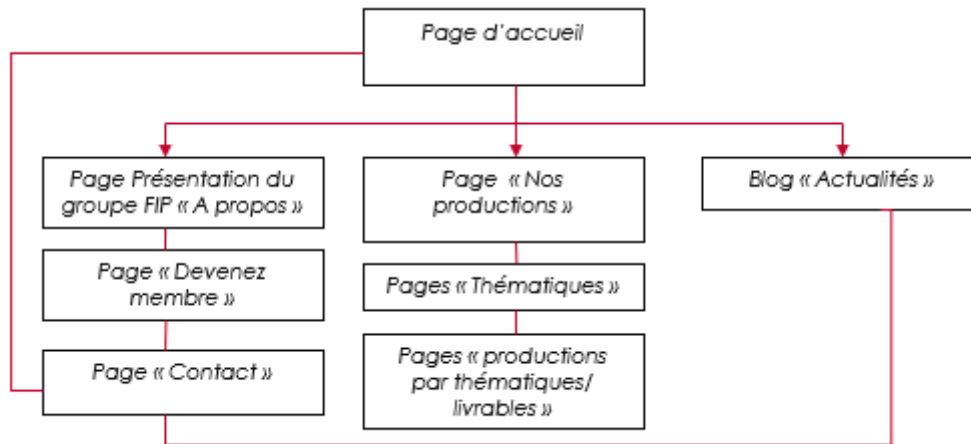 Page d'accueil
Page Présentation du
groupe FIP « A propos »
Page « Nos
productions »
Blog « Actualités »
Page « Devenez
membre »
Pages « Thématiques »
Page « Contact »
Pages « productions
par thématiques/
livrables »